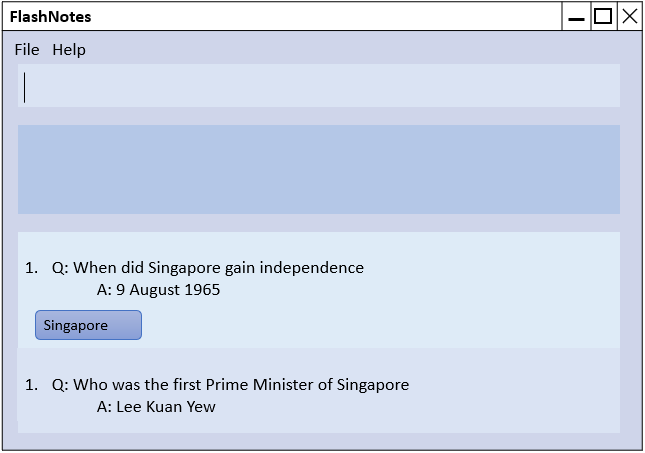 FlashNotes
File Help
1. Q: When did Singapore gain independence
A: 9 August 1965
Singapore
1. Q: Who was the first Prime Minister of Singapore
A: Lee Kuan Yew